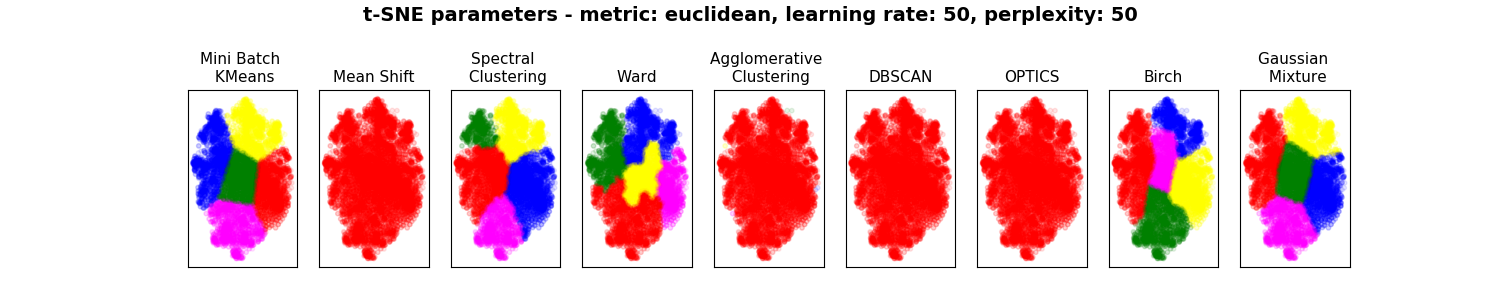 t-SNE parameters - metric: euclidean, learning rate: 50, perplexity: 50
Mini Batch
KMeans
Mean Shift
Spectral
Clustering
Ward
Agglomerative
Clustering
DBSCAN
OPTICS
Birch
Gaussian
Mixture